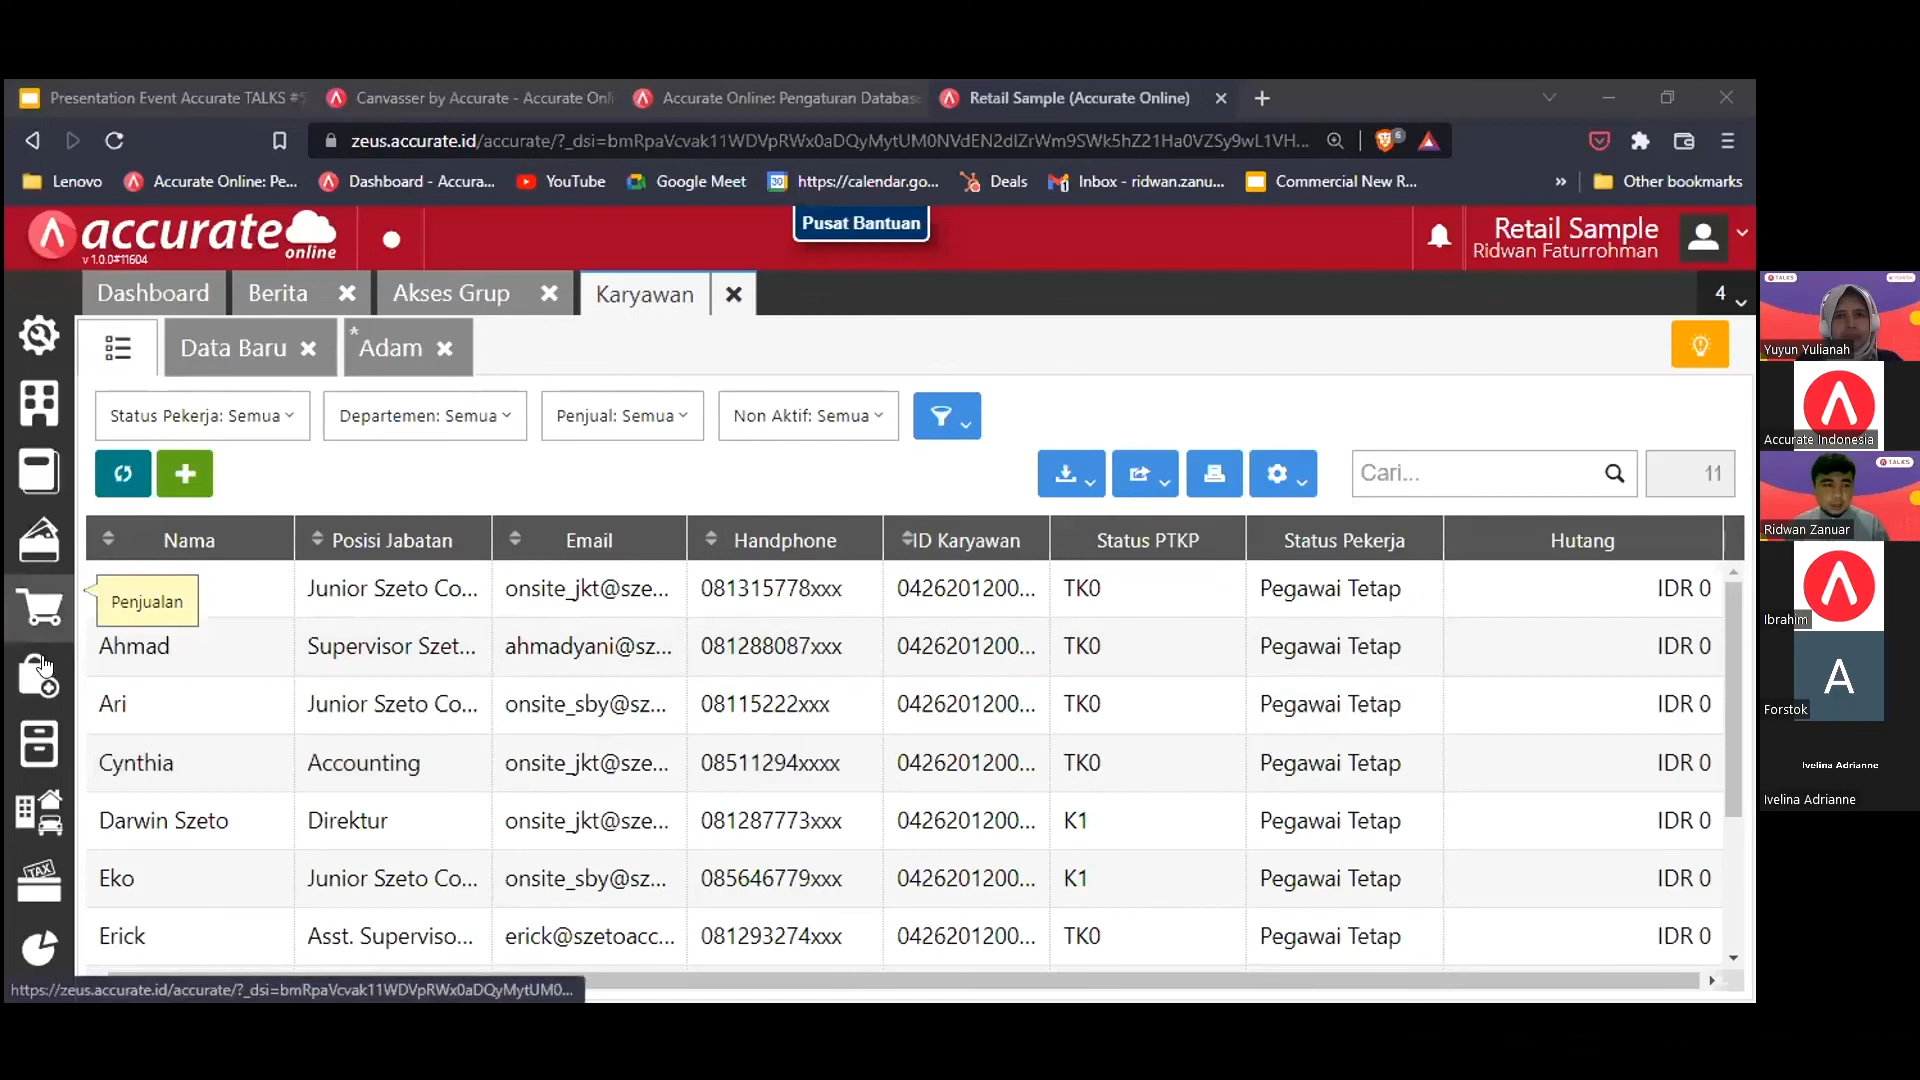 Presentation Event Accurate TALKS #
Canvasser by Accurate - Accurate Onl
Accurate Online: Pengaturan Database
Retail Sample (Accurate Online)
zeus.accurate.id/accurate/?_dsi=bmRpaVcvak11WDVpRWx0aDQyMytUM0NVdEN2dlZrWm9SWk5hZ21Ha0VZSy9wL1VH...
6
Lenovo
Accurate Online: Pe...
Dashboard - Accura...
YouTube
Google Meet
https://calendar.go...
Deals
Inbox - ridwan.zanu...
Commercial New R...
»
Other bookmarks
accurate online
v 1.0.0#11604
Pusat Bantuan
Retail Sample
Ridwan Faturrohman
Dashboard
Berita
Akses Grup
Karyawan
4
Data Baru
* Adam
Status Pekerja: Semua
Departemen: Semua
Penjual: Semua
Non Aktif: Semua
Cari...
11
Nama Posisi Jabatan Email Handphone ID Karyawan Status PTKP Status Pekerja Hutang
Penjualan
Junior Szeto Co... onsite_jkt@sze... 081315778xxx 0426201200... TK0 Pegawai Tetap IDR 0
Ahmad Supervisor Szet... ahmadyani@sz... 081288087xxx 0426201200... TK0 Pegawai Tetap IDR 0
Ari Junior Szeto Co... onsite_sby@sz... 08115222xxx 0426201200... TK0 Pegawai Tetap IDR 0
Cynthia Accounting onsite_jkt@sze... 08511294xxxx 0426201200... TK0 Pegawai Tetap IDR 0
Darwin Szeto Direktur onsite_jkt@sze... 081287773xxx 0426201200... K1 Pegawai Tetap IDR 0
Eko Junior Szeto Co... onsite_sby@sz... 085646779xxx 0426201200... K1 Pegawai Tetap IDR 0
Erick Asst. Superviso... erick@szetoacc... 081293274xxx 0426201200... TK0 Pegawai Tetap IDR 0
TAX
https://zeus.accurate.id/accurate/?_dsi=bmRpaVcvak11WDVpRWx0aDQyMytUM0...
TALKS
Yuyun Yulianah
Accurate Indonesia
TALKS
Ridwan Zanuar
Ibrahim
A
Forstok
Ivelina Adrianne
Ivelina Adrianne